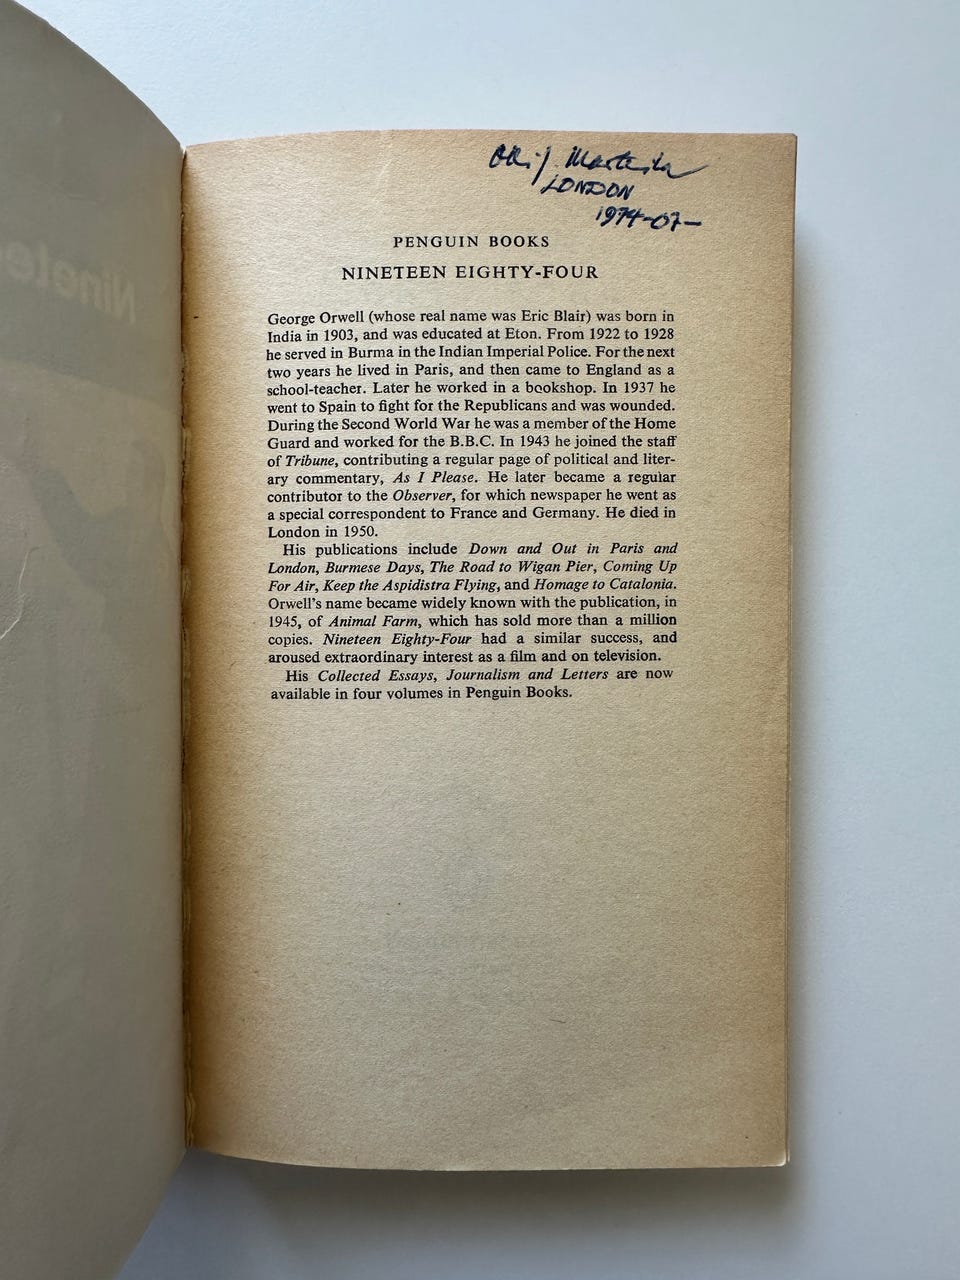 LONDON
1974-07-
PENGUIN BOOKS
NINETEEN EIGHTY-FOUR
George Orwell (whose real name was Eric Blair) was born in
India in 1903, and was educated at Eton. From 1922 to 1928
he served in Burma in the Indian Imperial Police. For the next
two years he lived in Paris, and then came to England as a
school-teacher. Later he worked in a bookshop. In 1937 he
went to Spain to fight for the Republicans and was wounded.
During the Second World War he was a member of the Home
Guard and worked for the B.B.C. In 1943 he joined the staff
of Tribune, contributing a regular page of political and liter-
ary commentary, As I Please. He later became a regular
contributor to the Observer, for which newspaper he went as
a special correspondent to France and Germany. He died in
London in 1950.
His publications include Down and Out in Paris and
London, Burmese Days, The Road to Wigan Pier, Coming Up
For Air, Keep the Aspidistra Flying, and Homage to Catalonia.
Orwell's name became widely known with the publication, in
1945, of Animal Farm, which has sold more than a million
copies. Nineteen Eighty-Four had a similar success, and
aroused extraordinary interest as a film and on television.
His Collected Essays, Journalism and Letters are now
available in four volumes in Penguin Books.